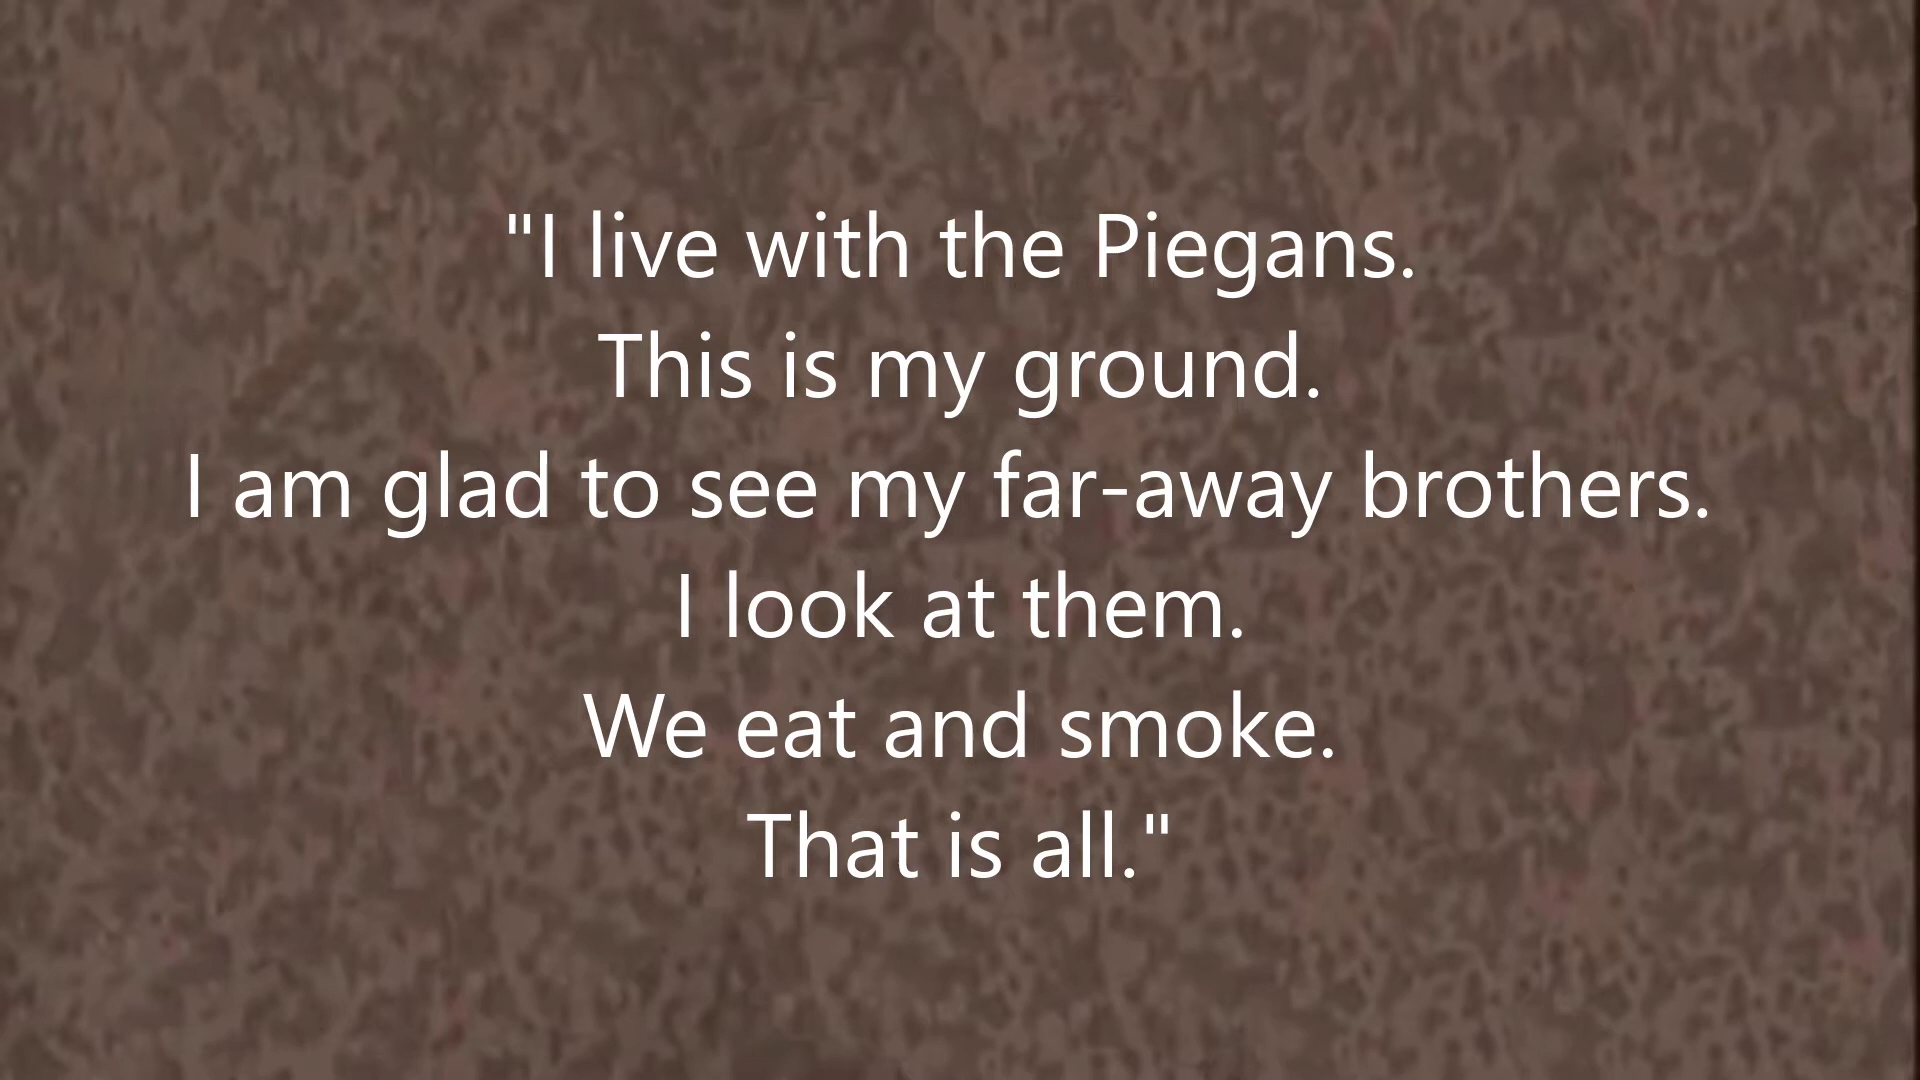 "I live with the Piegans.
This is my ground.
I am glad to see my far-away brothers.
I look at them.
We eat and smoke.
That is all."